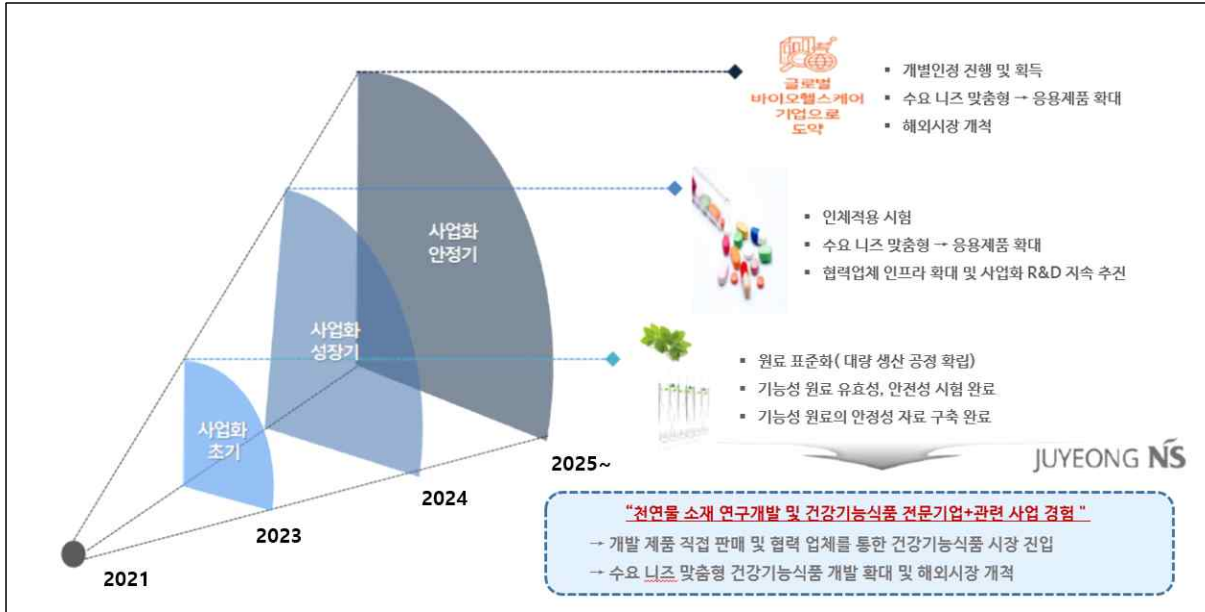 글로벌
바이오헬스케어
기업으로
도약
▪ 개별인정 진행 및 획득
▪ 수요 니즈 맞춤형 → 응용제품 확대
▪ 해외시장 개척
사업화
안정기
▪ 인체적용 시험
▪ 수요 니즈 맞춤형 → 응용제품 확대
▪ 협력업체 인프라 확대 및 사업화 R&D 지속 추진
사업화
성장기
▪ 원료 표준화( 대량 생산 공정 확립)
▪ 기능성 원료 유효성, 안젼성 시험 완료
▪ 기능성 원료의 안정성 자료 구축 완료
사업화
초기
JUYEONG NS
2025~
2024
2023
2021
"천연물 소재 연구개발 및 건강기능식품 전문기업+관련 사업 경험 "
→ 개발 제품 직접 판매 및 협력 업체를 통한 건강기능식품 시장 진입
→ 수요 니즈 맞춤형 건강기능식품 개발 확대 및 해외시장 개척